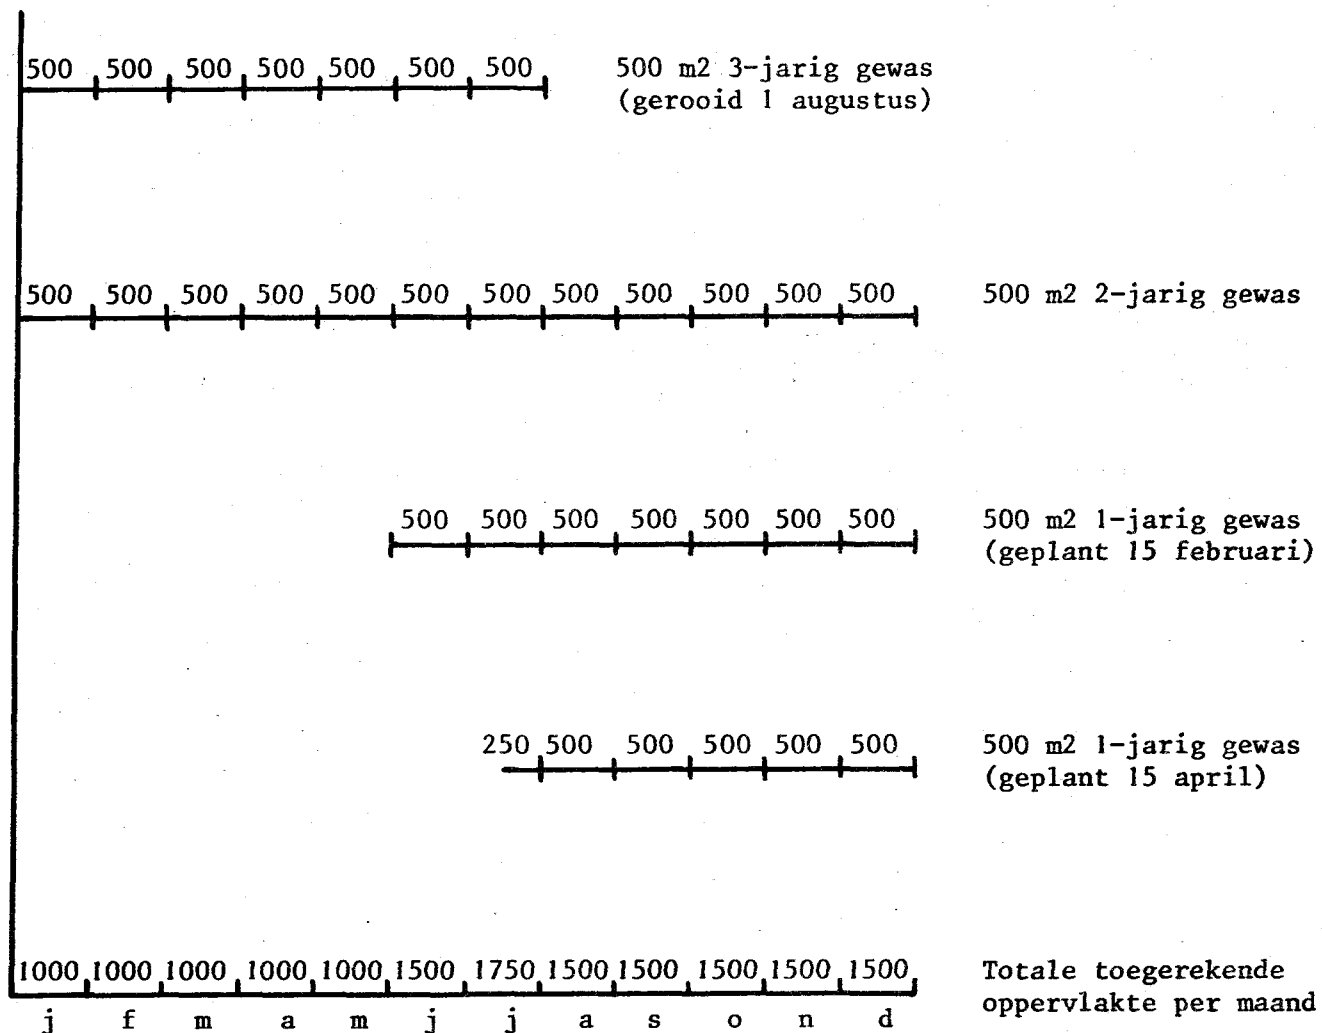 500 500 500 500 500 500 500 500 m2 3-jarig gewas
(gerooid 1 augustus)
500 500 500 500 500 500 500 500 500 500 500 500 500 m2 2-jarig gewas
500 500 500 500 500 500 500 500 m2 1-jarig gewas
(geplant 15 februari)
250 500 500 500 500 500 500 m2 1-jarig gewas
(geplant 15 april)
1000 1000 1000 1000 1000 1500 1750 1500 1500 1500 1500 1500 Totale toegerekende
oppervlakte per maand
j f m a m j j a s o n d